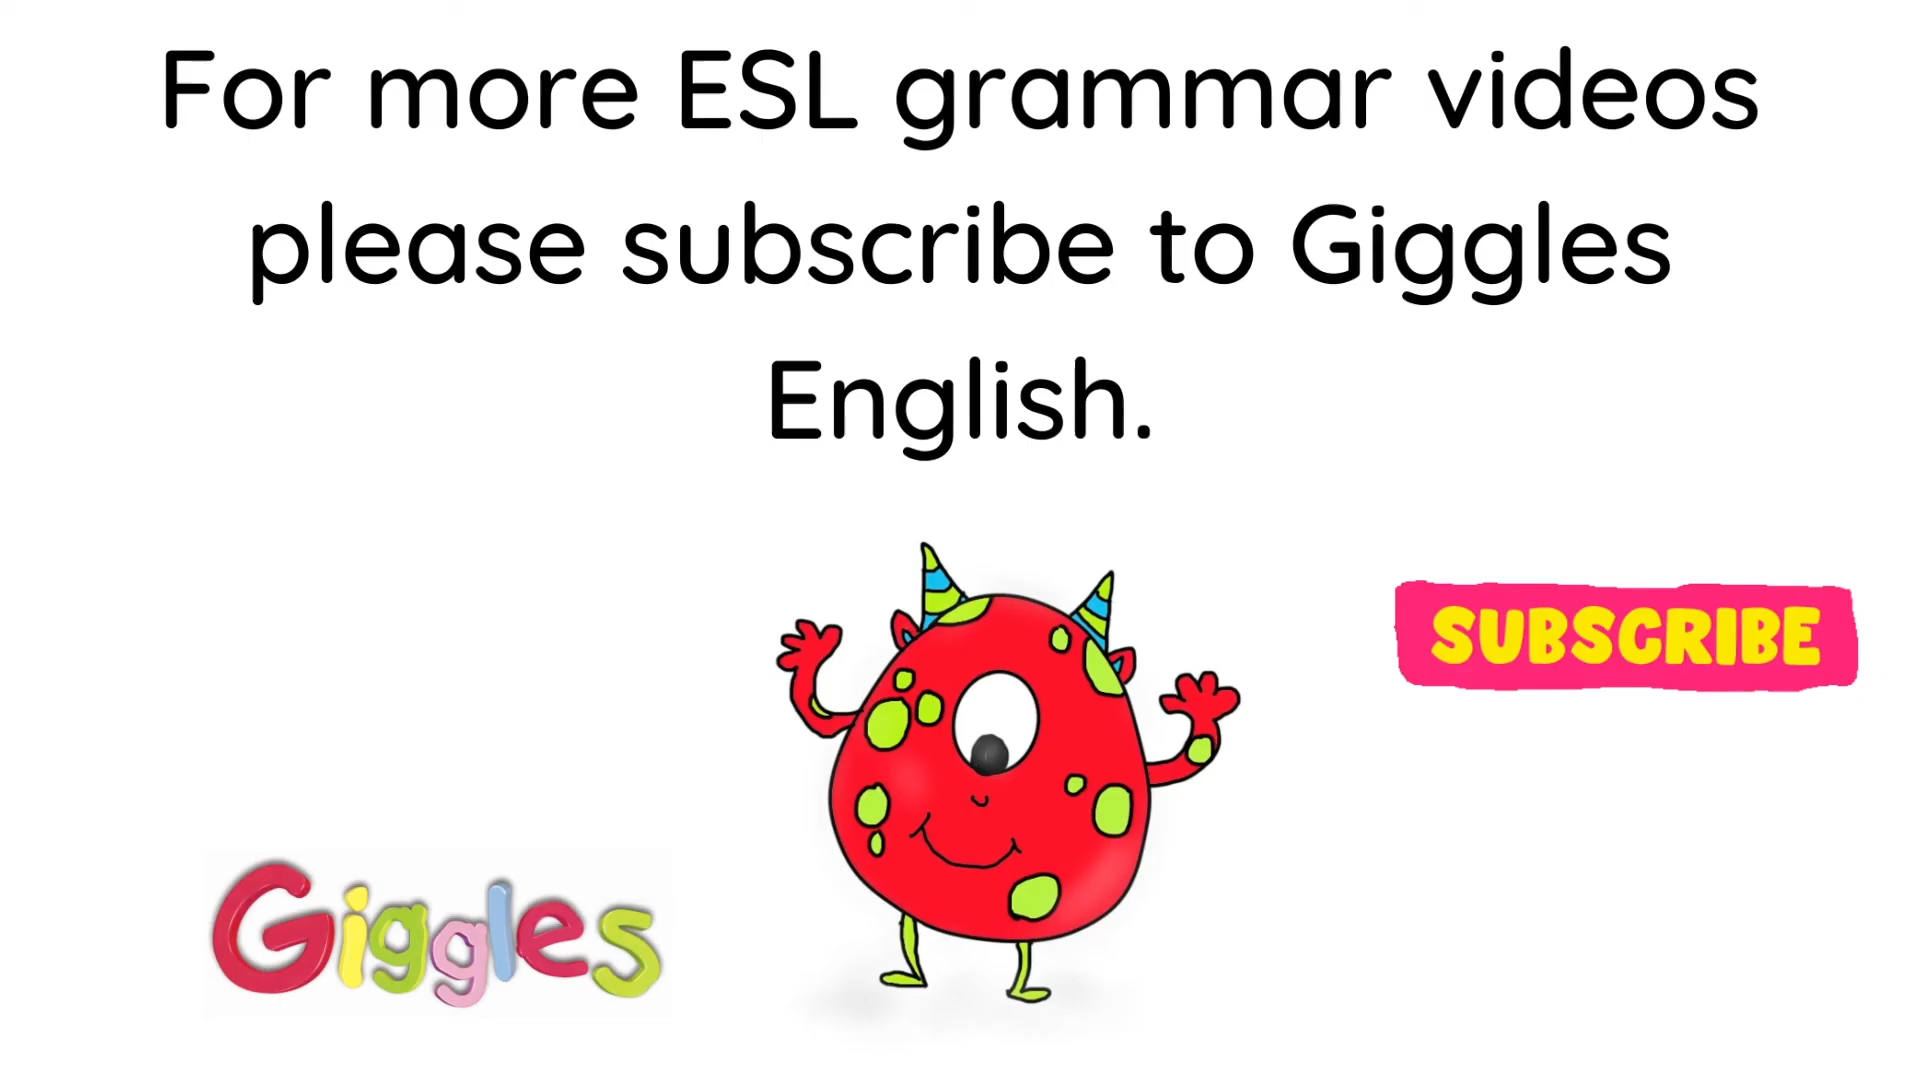 For more ESL grammar videos
please subscribe to Giggles
English.
SUBSCRIBE
Giggles